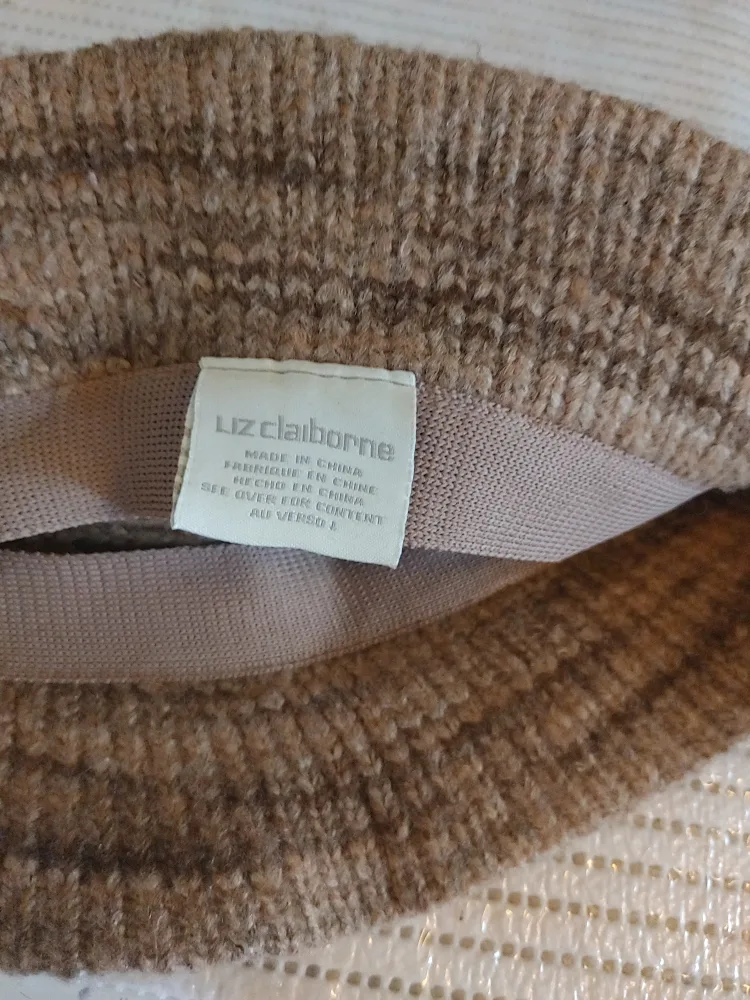 LIZ claiborne
MADE IN CHINA
FABRIQUE EN CHINE
HECHO EN CHINA
SEE OVER FOR CONTENT
AU VERSO L